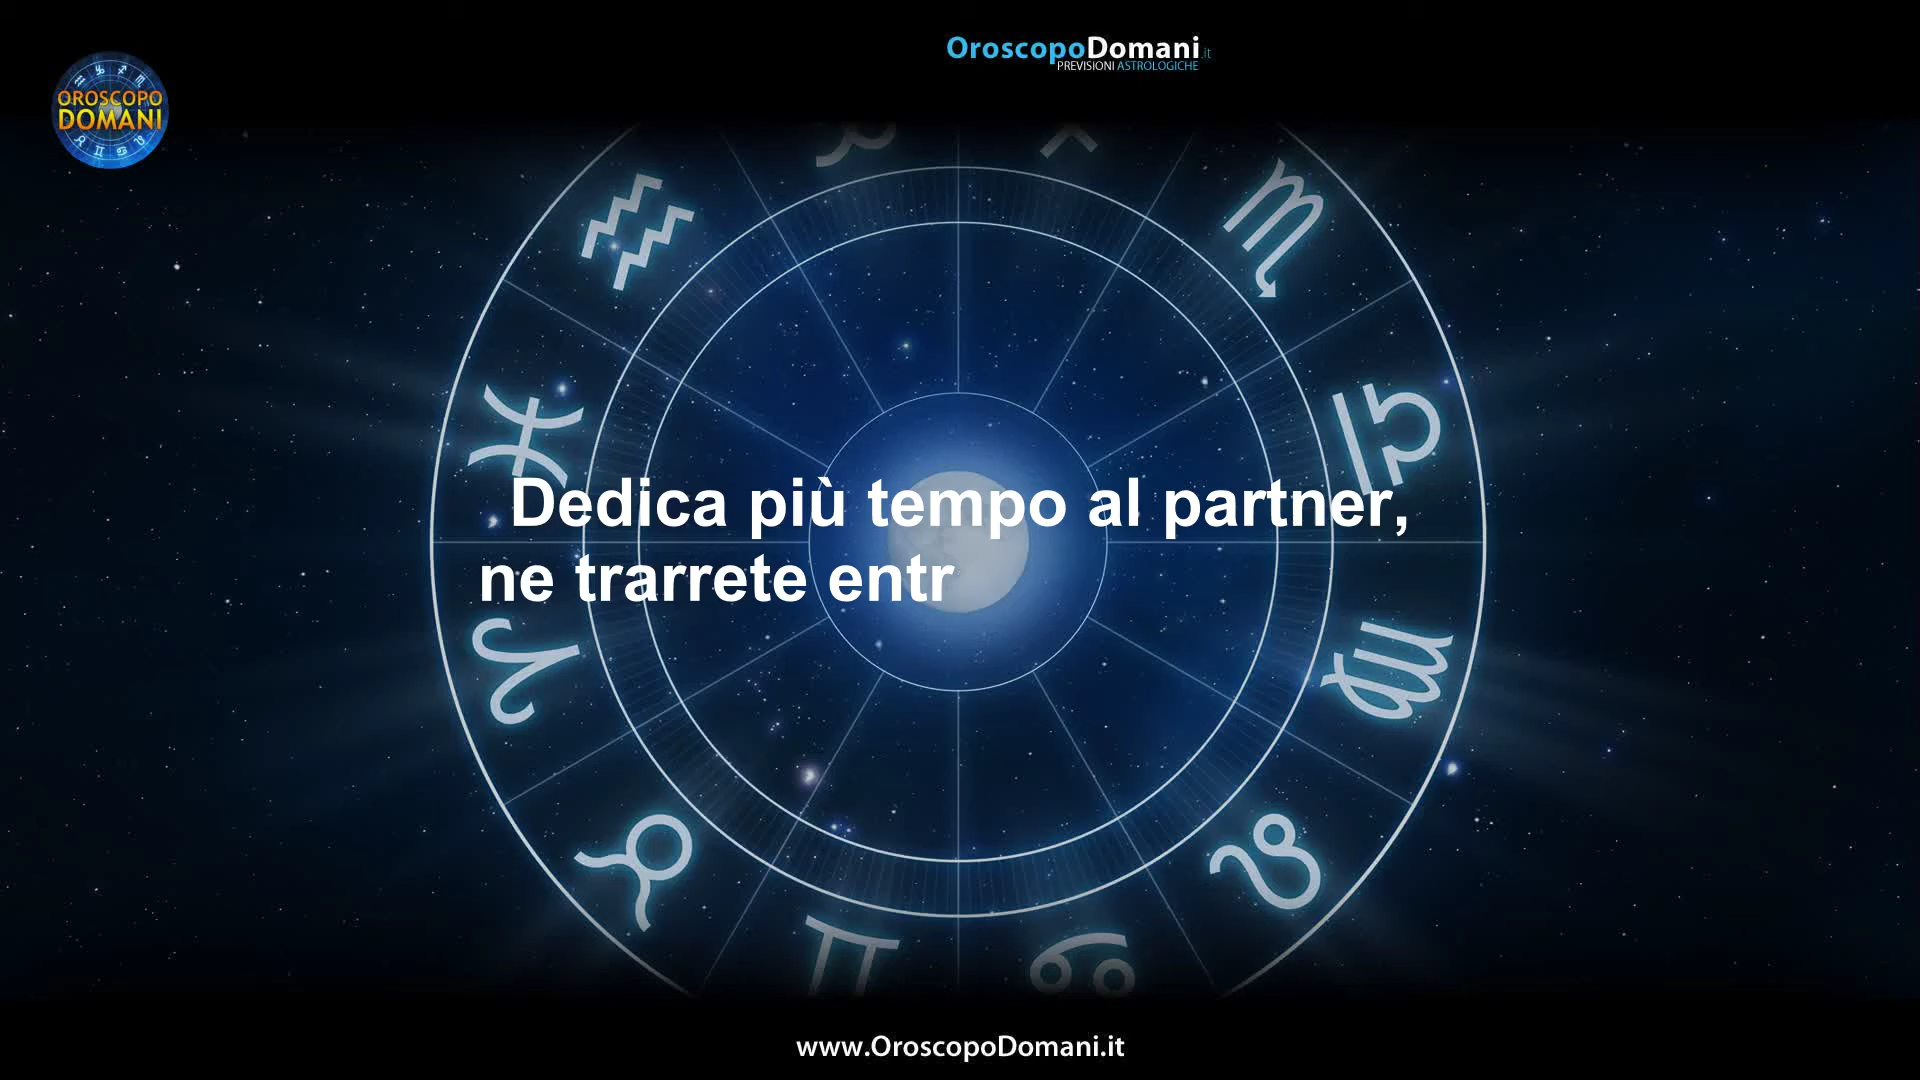 OroscopoDomani.it
PREVISIONI ASTROLOGICHE
OROSCOPO
DOMANI
Dedica più tempo al partner,
ne trarrete entr
www.OroscopoDomani.it